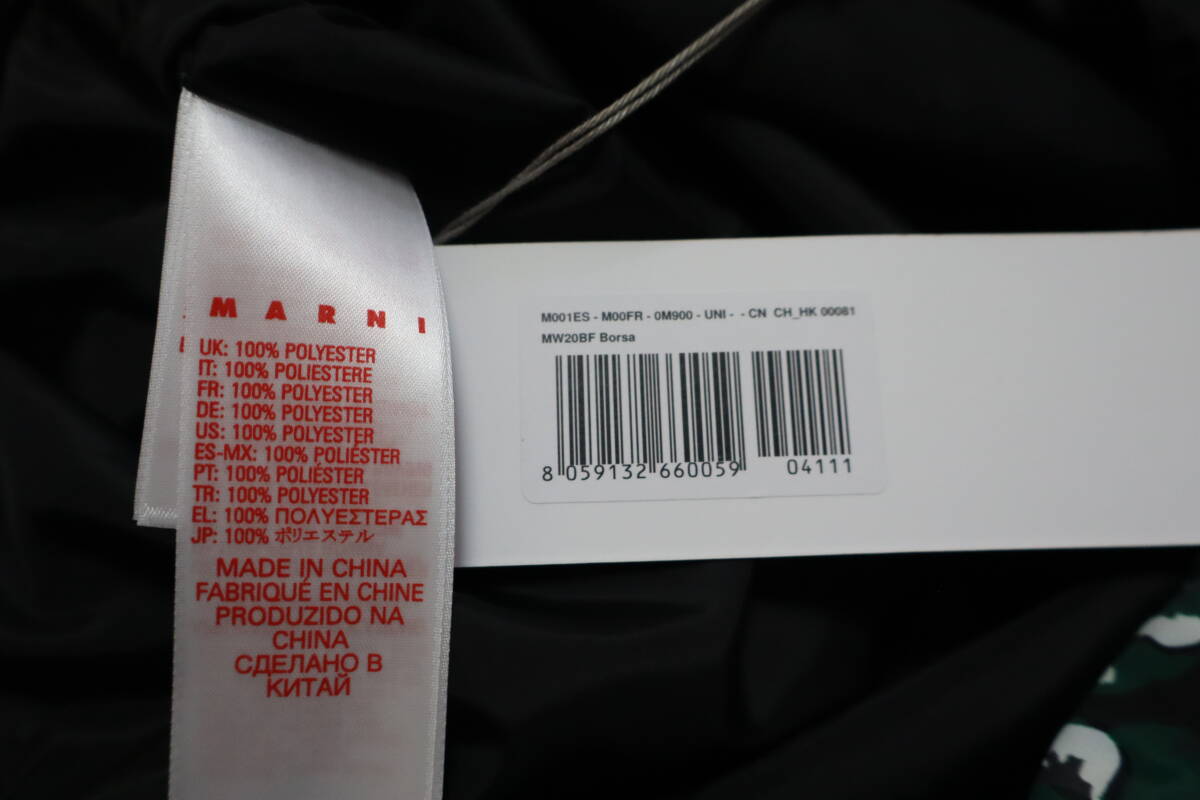 MARNI
UK: 100% POLYESTER
IT: 100% POLIESTERE
FR: 100% POLYESTER
DE: 100% POLYESTER
US: 100% POLYESTER
ES-MX: 100% POLIÉSTER
PT: 100% POLIÉSTER
TR: 100% POLYESTER
EL: 100% ΠΟΛΥΕΣΤΕΡΑΣ
JP: 100% ポリエステル
MADE IN CHINA
FABRIQUÉ EN CHINE
PRODUZIDO NA
CHINA
СДЕЛАНО В
КИТАЙ
M001ES - M00FR - 0M900 - UNI - - CN CH_HK 00081
MW20BF Borsa
8 059132 660059 04111